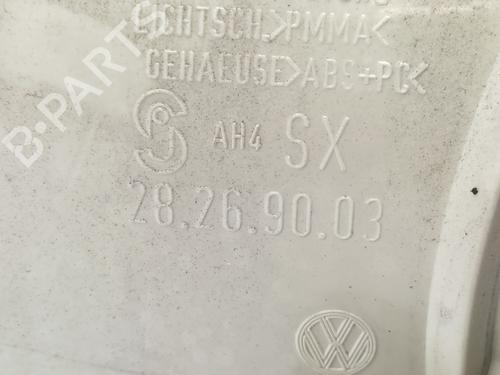 LICHTSCH.>PMMA<
GEHAEUSE>ABS+PC<
AH4 SX
28.26.90.03
B-PARTS